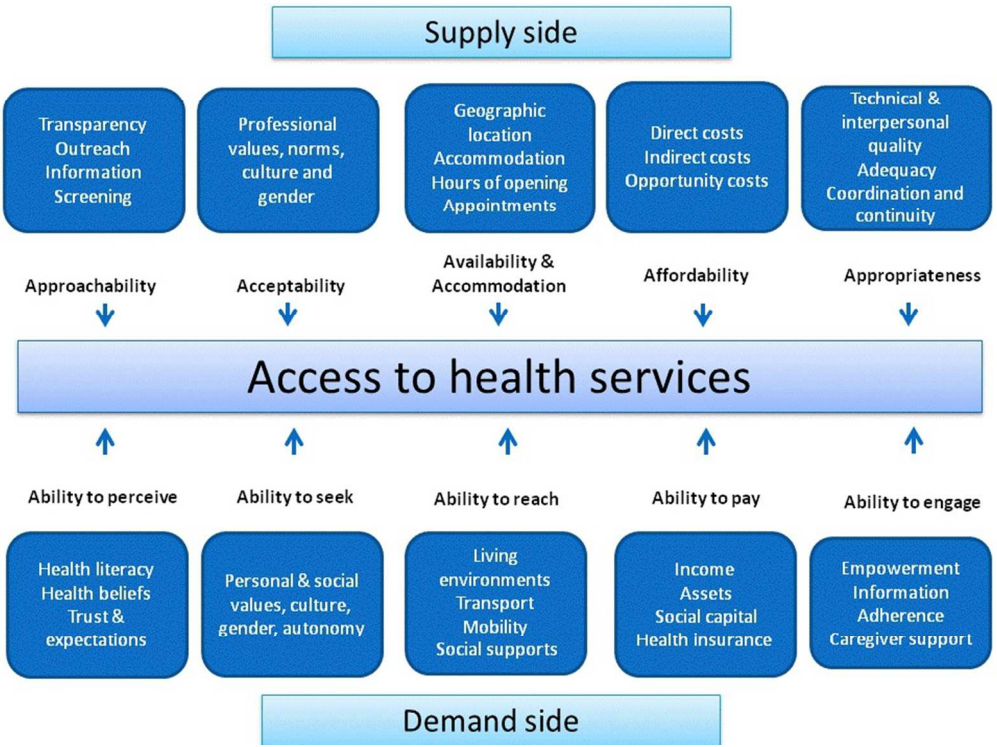 Supply side
Transparency
Outreach
Information
Screening
Professional
values, norms,
culture and
gender
Geographic
location
Accommodation
Hours of opening
Appointments
Direct costs
Indirect costs
Opportunity costs
Technical &
interpersonal
quality
Adequacy
Coordination and
continuity
Approachability
Acceptability
Availability &
Accommodation
Affordability
Appropriateness
Access to health services
Ability to perceive
Ability to seek
Ability to reach
Ability to pay
Ability to engage
Health literacy
Health beliefs
Trust &
expectations
Personal & social
values, culture,
gender, autonomy
Living
environments
Transport
Mobility
Social supports
Income
Assets
Social capital
Health insurance
Empowerment
Information
Adherence
Caregiver support
Demand side